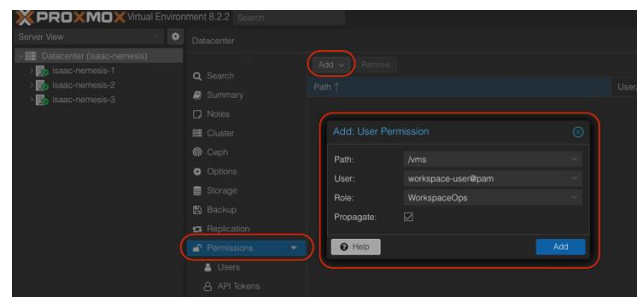 PROXMOX Virtual Environment 8.2.2 Search
Server View
Datacenter
Datacenter (isaac-nemesis)
isaac-nemesis-1
isaac-nemesis-2
isaac-nemesis-3
Search
Summary
Notes
Cluster
Ceph
Options
Storage
Backup
Replication
Permissions
Users
API Tokens
Add Remove
Path User
Add: User Permission
Path: /vms
User: workspace-user@pam
Role: WorkspaceOps
Propagate:
Help Add